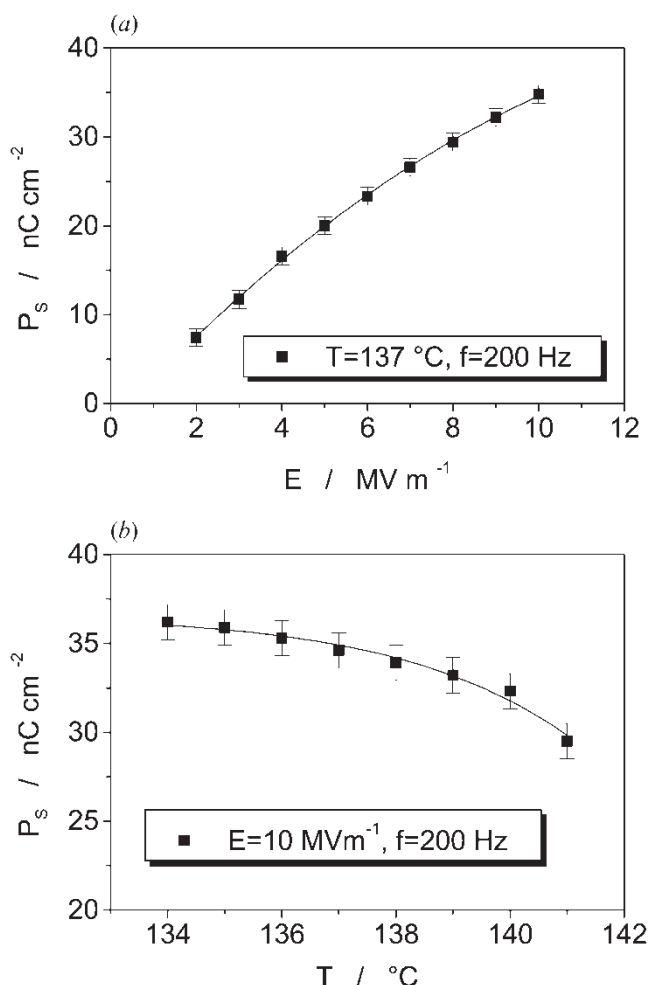 (a)
40
30
20
10
0
P_S / nC cm^-2
T=137 °C, f=200 Hz
0 2 4 6 8 10 12
E / MV m^-1
(b)
40
35
30
25
20
P_S / nC cm^-2
E=10 MVm^-1, f=200 Hz
134 136 138 140 142
T / °C